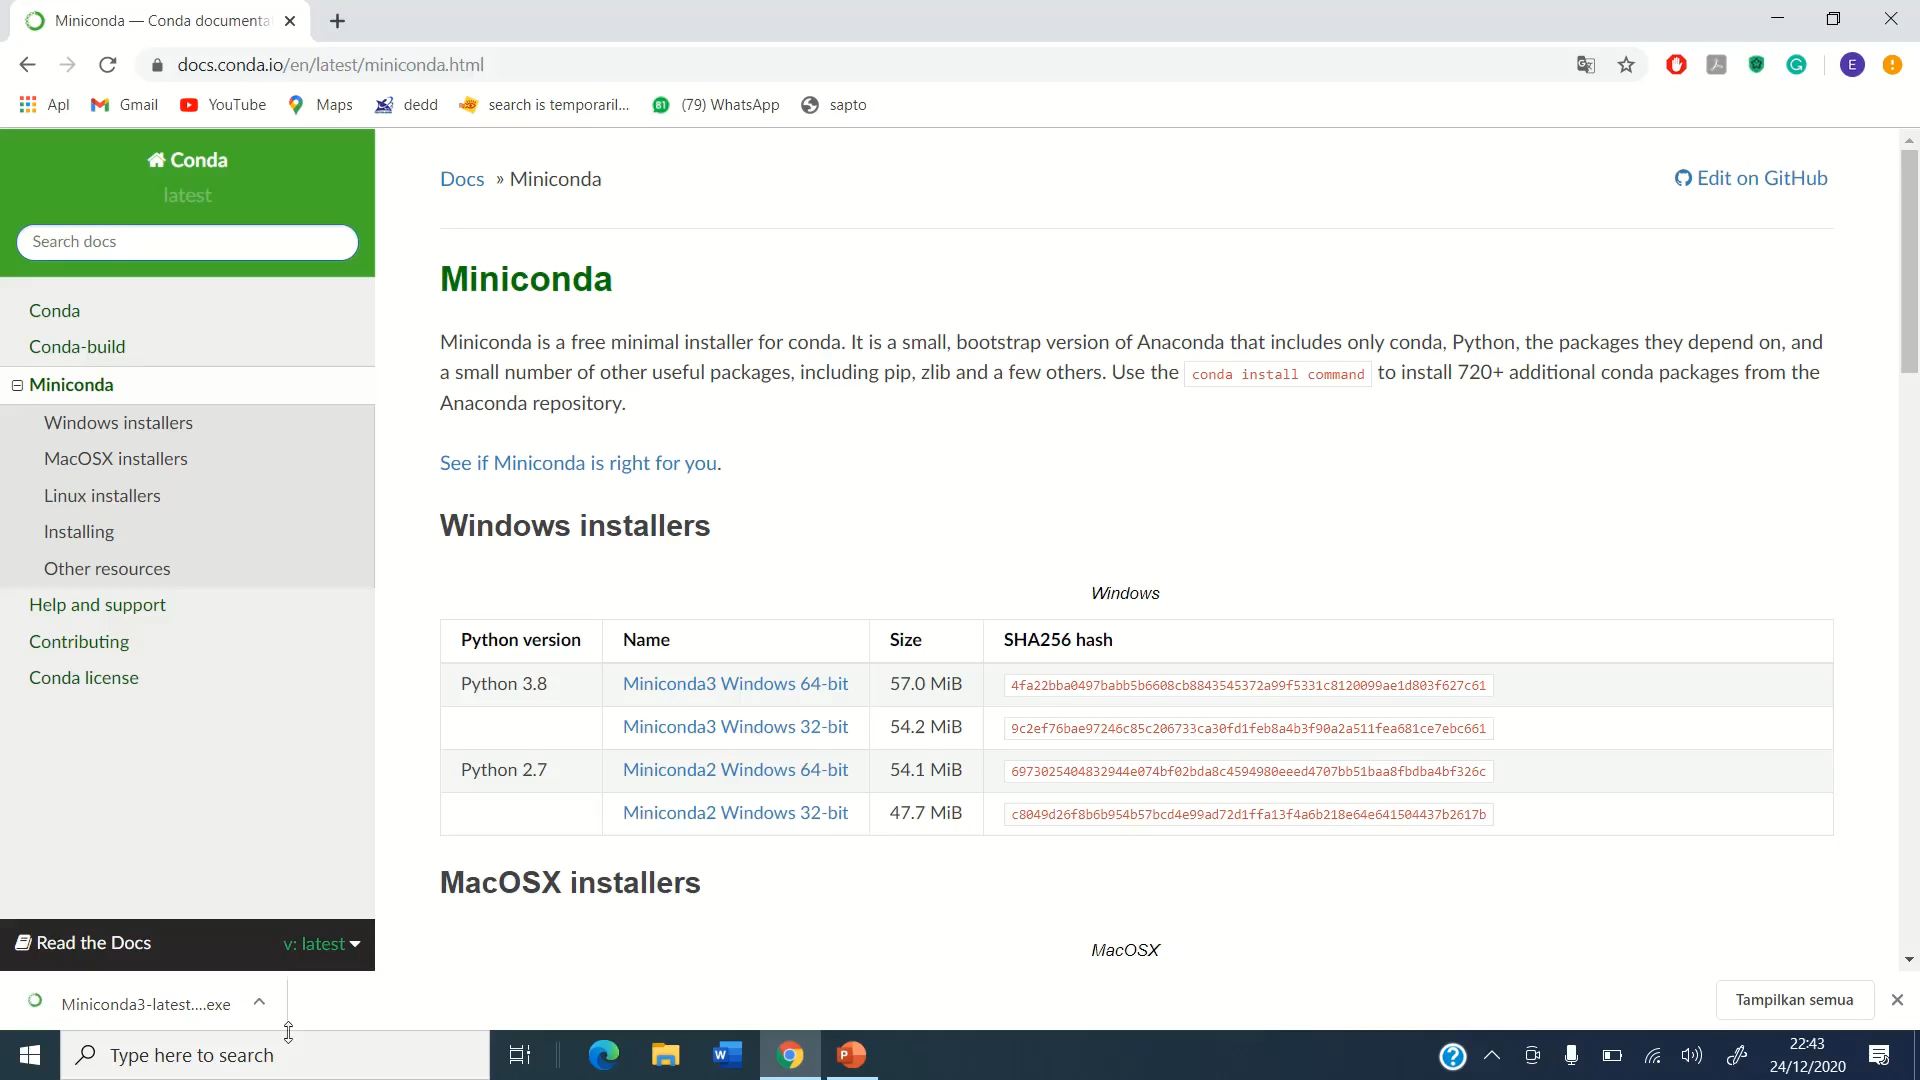 Miniconda — Conda documenta
docs.conda.io/en/latest/miniconda.html
E
Apl
Gmail
YouTube
Maps
dedd
search is temporaril...
(79) WhatsApp
sapto
Conda
latest
Search docs
Conda
Conda-build
Miniconda
Windows installers
MacOSX installers
Linux installers
Installing
Other resources
Help and support
Contributing
Conda license
Read the Docs
v: latest
Docs » Miniconda
Edit on GitHub
Miniconda
Miniconda is a free minimal installer for conda. It is a small, bootstrap version of Anaconda that includes only conda, Python, the packages they depend on, and
a small number of other useful packages, including pip, zlib and a few others. Use the conda install command to install 720+ additional conda packages from the
Anaconda repository.
See if Miniconda is right for you.
Windows installers
Windows
Python version Name Size SHA256 hash
Python 3.8 Miniconda3 Windows 64-bit 57.0 MiB 4fa22bba0497babb5b6608cb8843545372a99f5331c8120099ae1d803f627c61
Miniconda3 Windows 32-bit 54.2 MiB 9c2ef76bae97246c85c206733ca30fd1feb8a4b3f90a2a511fea681ce7ebc661
Python 2.7 Miniconda2 Windows 64-bit 54.1 MiB 6973025404832944e074bf02bda8c4594980eeed4707bb51baa8fbdba4bf326c
Miniconda2 Windows 32-bit 47.7 MiB c8049d26f8b6b954b57bcd4e99ad72d1ffa13f4a6b218e64e641504437b2617b
MacOSX installers
MacOSX
Miniconda3-latest....exe
Tampilkan semua
Type here to search
22:43
24/12/2020